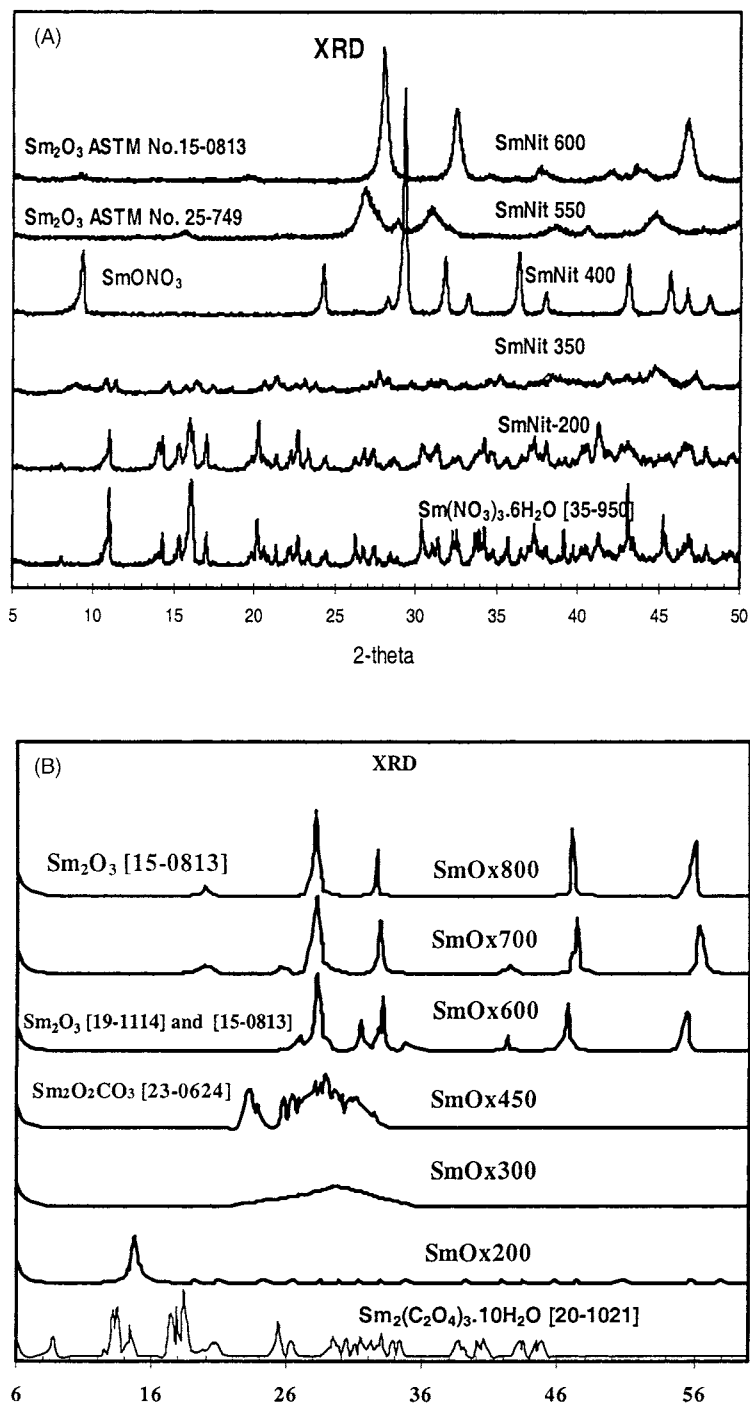 (A)
XRD
Sm₂O₃ ASTM No.15-0813
SmNit 600
Sm₂O₃ ASTM No. 25-749
SmNit 550
SmONO₃
SmNit 400
SmNit 350
SmNit-200
Sm(NO₃)₃.6H₂O [35-950]
5 10 15 20 25 30 35 40 45 50
2-theta
(B)
XRD
Sm₂O₃ [15-0813]
SmOx800
SmOx700
Sm₂O₃ [19-1114] and [15-0813]
SmOx600
Sm₂O₂CO₃ [23-0624]
SmOx450
SmOx300
SmOx200
Sm₂(C₂O₄)₃.10H₂O [20-1021]
6 16 26 36 46 56